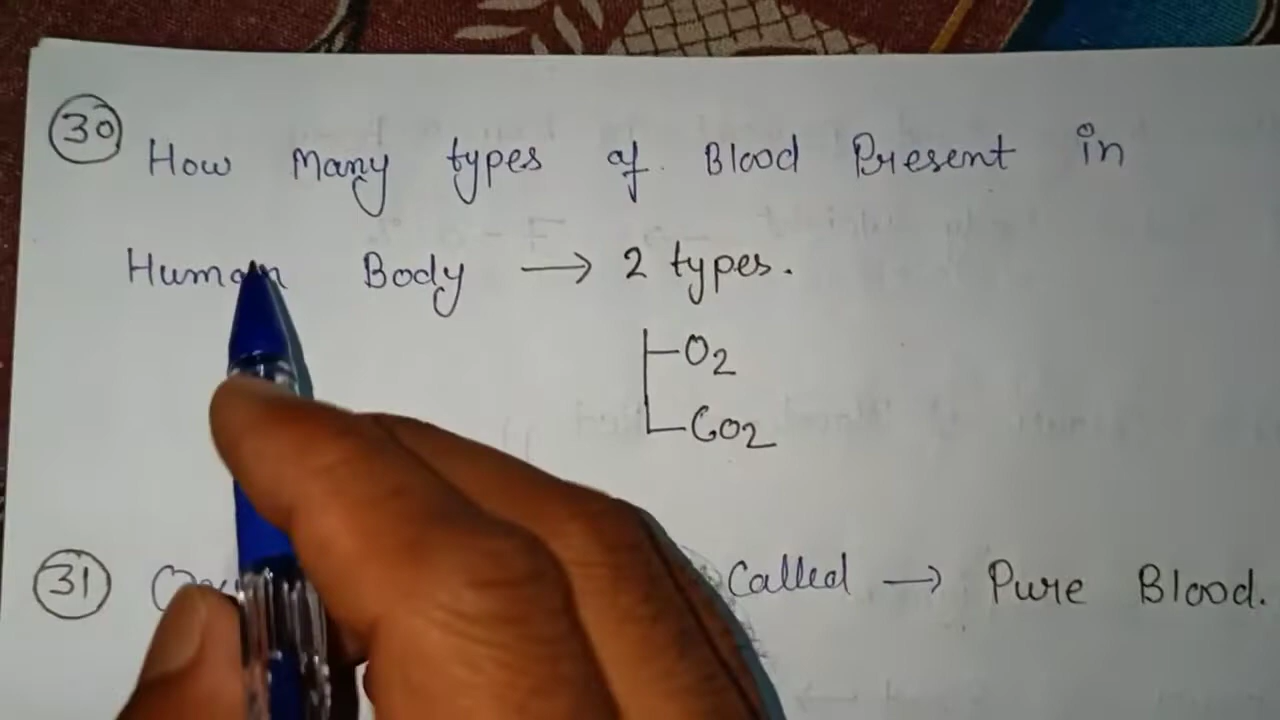 30 How Many types of Blood Present in
Human Body → 2 types.
O2
CO2
31 Called → Pure Blood.